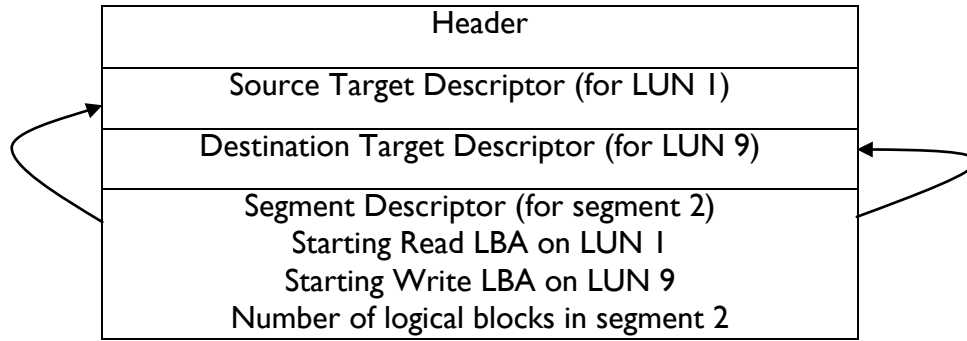 Header
Source Target Descriptor (for LUN 1)
Destination Target Descriptor (for LUN 9)
Segment Descriptor (for segment 2)
Starting Read LBA on LUN 1
Starting Write LBA on LUN 9
Number of logical blocks in segment 2